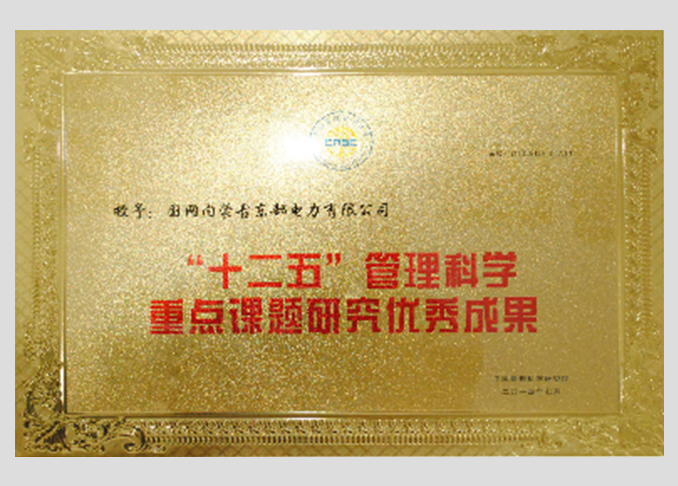 授予：国网内蒙古东部电力有限公司
“十二五”管理科学
重点课题研究优秀成果